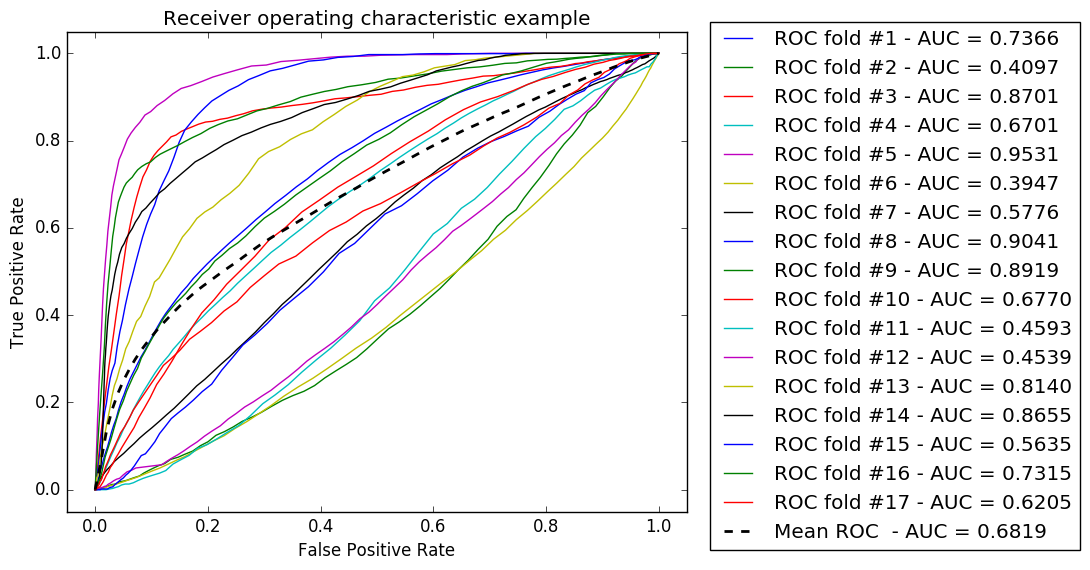 Receiver operating characteristic example
1.0
0.8
0.6
0.4
0.2
0.0
True Positive Rate
0.0 0.2 0.4 0.6 0.8 1.0
False Positive Rate
ROC fold #1 - AUC = 0.7366
ROC fold #2 - AUC = 0.4097
ROC fold #3 - AUC = 0.8701
ROC fold #4 - AUC = 0.6701
ROC fold #5 - AUC = 0.9531
ROC fold #6 - AUC = 0.3947
ROC fold #7 - AUC = 0.5776
ROC fold #8 - AUC = 0.9041
ROC fold #9 - AUC = 0.8919
ROC fold #10 - AUC = 0.6770
ROC fold #11 - AUC = 0.4593
ROC fold #12 - AUC = 0.4539
ROC fold #13 - AUC = 0.8140
ROC fold #14 - AUC = 0.8655
ROC fold #15 - AUC = 0.5635
ROC fold #16 - AUC = 0.7315
ROC fold #17 - AUC = 0.6205
Mean ROC  - AUC = 0.6819